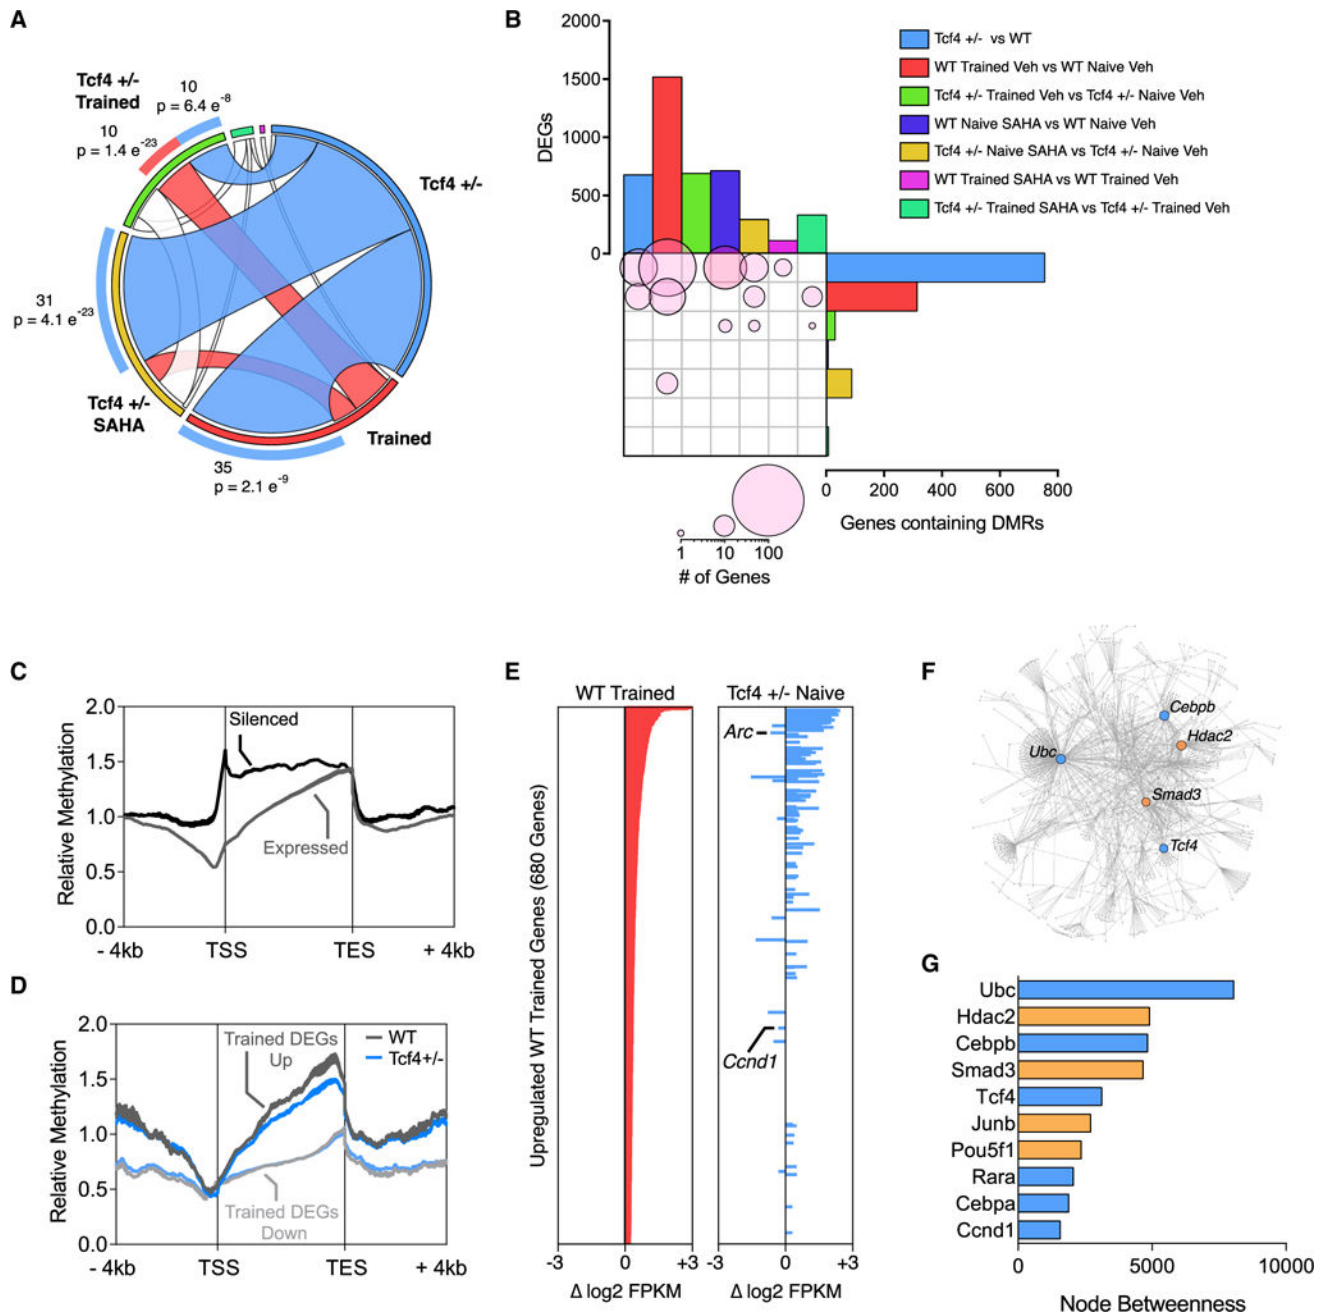 A
Tcf4 +/-
Trained
10
p = 6.4 e-8
10
p = 1.4 e-23
Tcf4 +/-
31
p = 4.1 e-23
Tcf4 +/-
SAHA
Trained
35
p = 2.1 e-9
B
2000
1500
1000
500
0
DEGs
Tcf4 +/- vs WT
WT Trained Veh vs WT Naive Veh
Tcf4 +/- Trained Veh vs Tcf4 +/- Naive Veh
WT Naive SAHA vs WT Naive Veh
Tcf4 +/- Naive SAHA vs Tcf4 +/- Naive Veh
WT Trained SAHA vs WT Trained Veh
Tcf4 +/- Trained SAHA vs Tcf4 +/- Trained Veh
0 200 400 600 800
Genes containing DMRs
1 10 100
# of Genes
C
2.0
1.5
1.0
0.5
0.0
Relative Methylation
Silenced
Expressed
- 4kb TSS TES + 4kb
D
2.0
1.5
1.0
0.5
0.0
Relative Methylation
Trained DEGs
Up
WT
Tcf4+/-
Trained DEGs
Down
- 4kb TSS TES + 4kb
E
WT Trained
Tcf4 +/- Naive
Upregulated WT Trained Genes (680 Genes)
Arc
Ccnd1
-3 0 +3
Δ log2 FPKM
-3 0 +3
Δ log2 FPKM
F
Cebpb
Hdac2
Ubc
Smad3
Tcf4
G
Ubc
Hdac2
Cebpb
Smad3
Tcf4
Junb
Pou5f1
Rara
Cebpa
Ccnd1
0 5000 10000
Node Betweenness